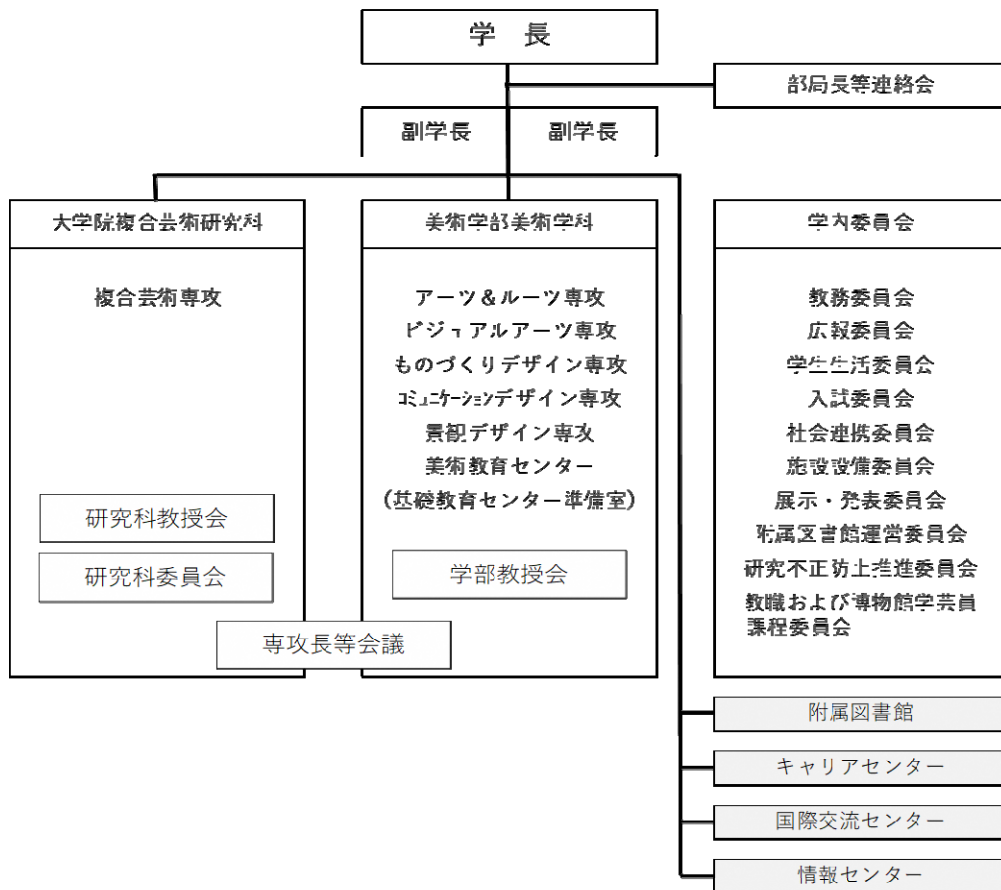 学 長
部局長等連絡会
副学長
副学長
大学院複合芸術研究科
複合芸術専攻
研究科教授会
研究科委員会
美術学部美術学科
アーツ＆ルーツ専攻
ビジュアルアーツ専攻
ものづくりデザイン専攻
コミュニケーションデザイン専攻
景観デザイン専攻
美術教育センター
(基礎教育センター準備室)
学部教授会
専攻長等会議
学内委員会
教務委員会
広報委員会
学生生活委員会
入試委員会
社会連携委員会
施設設備委員会
展示・発表委員会
附属図書館運営委員会
研究不正防止推進委員会
教職および博物館学芸員
課程委員会
附属図書館
キャリアセンター
国際交流センター
情報センター